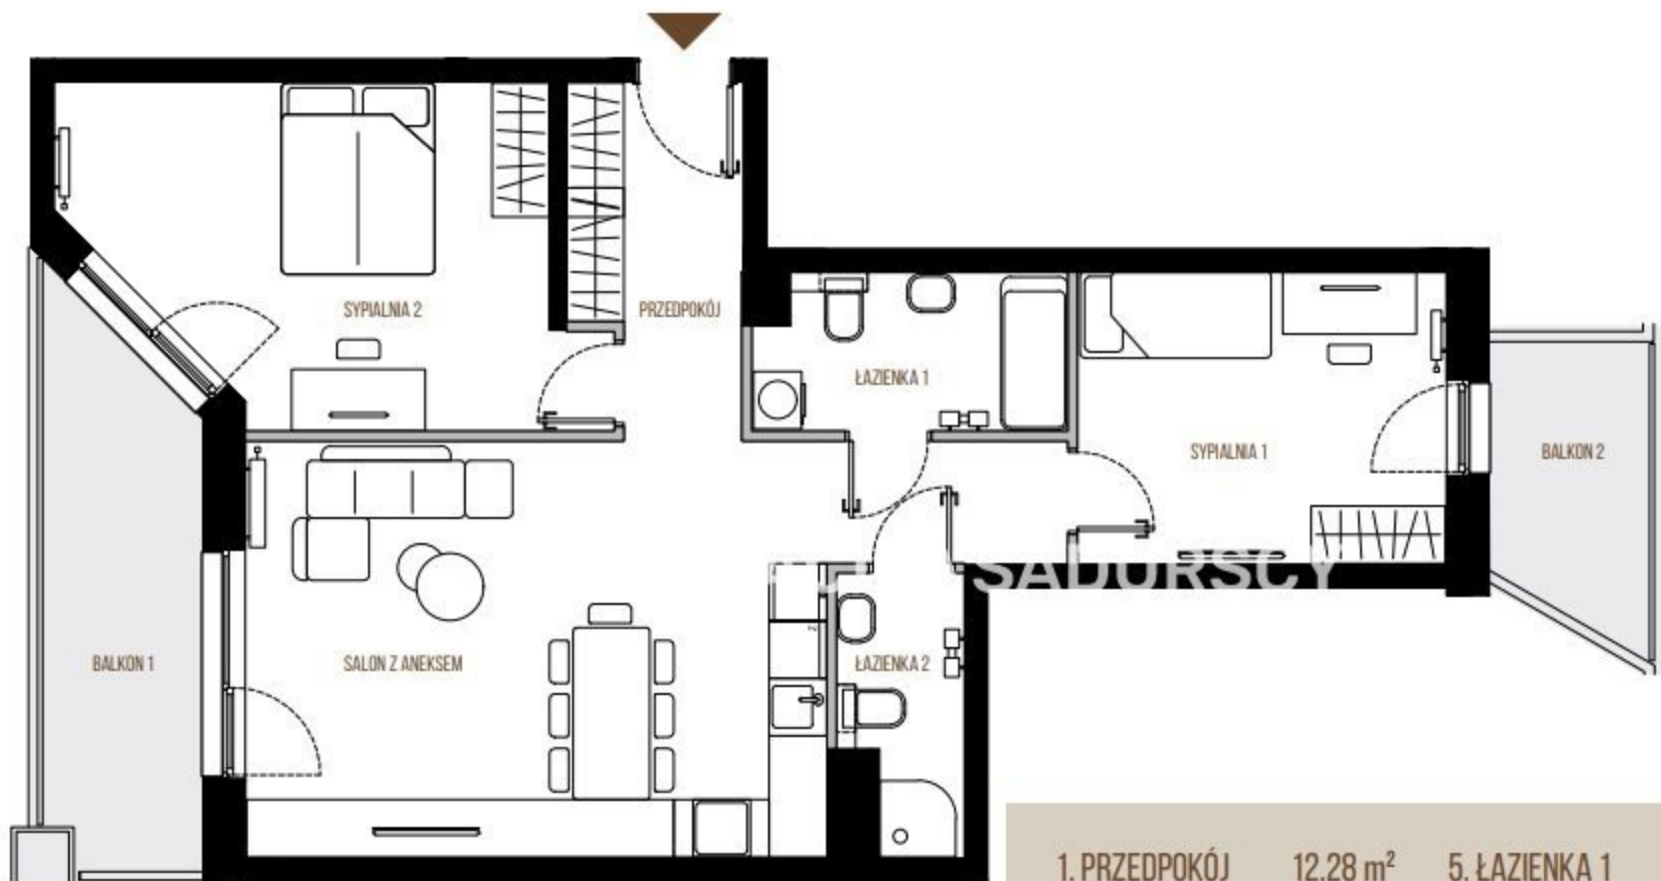 SYPIALNIA 2
PRZEDPOKÓJ
ŁAZIENKA 1
SYPIALNIA 1
BALKON 2
SADURSCY
BALKON 1
SALON Z ANEKSEM
ŁAZIENKA 2
1. PRZEDPOKÓJ 12.28 m² 5. ŁAZIENKA 1